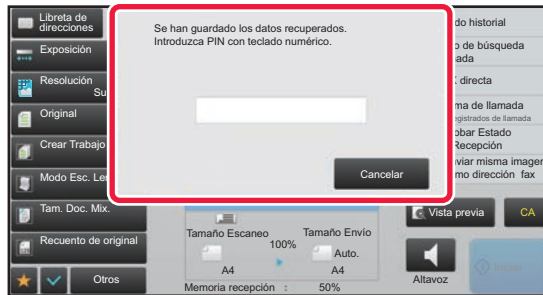 Libreta de
direcciones
Exposición
Resolución
Su
Original
Crear Trabajo
Modo Esc. Len
Tam. Doc. Mix.
Recuento de original
Otros
Se han guardado los datos recuperados.
Introduzca PIN con teclado numérico.
Cancelar
do historial
o de búsqueda
ada
directa
ma de llamada
egistrados de llamada
obar Estado
Recepción
viar misma imagen
mo dirección fax
Tamaño Escaneo
100%
Tamaño Envío
Auto.
A4
A4
Memoria recepción : 50%
Vista previa
CA
Altavoz
Iniciar